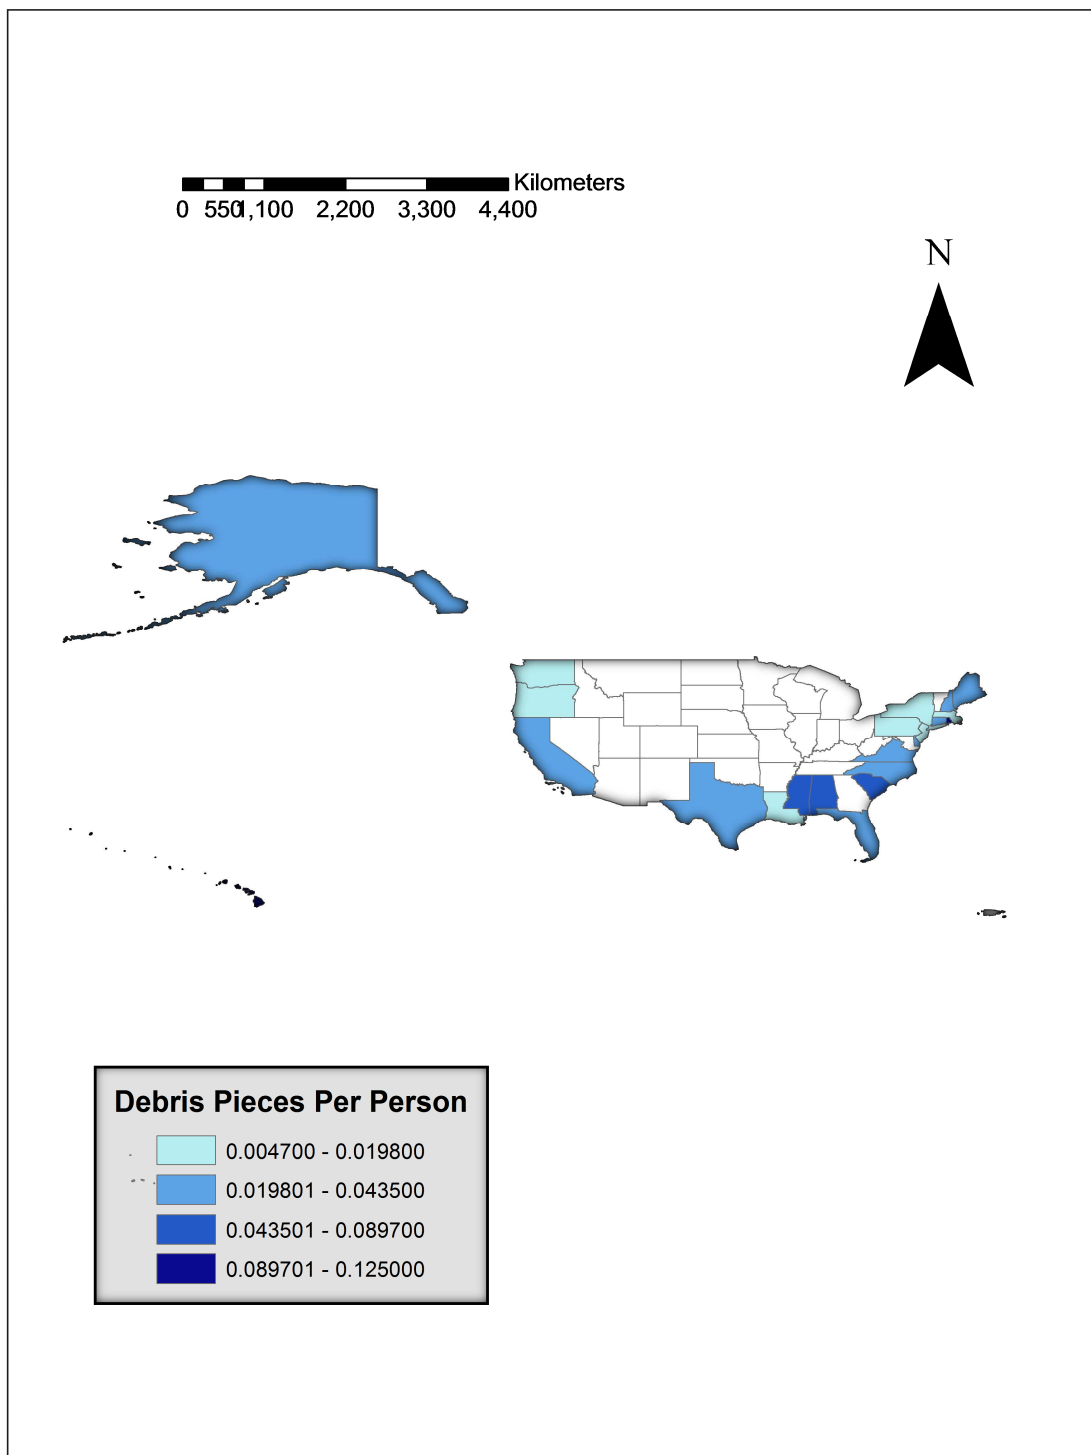 Kilometers
0 550 1,100 2,200 3,300 4,400
N
Debris Pieces Per Person
0.004700 - 0.019800
0.019801 - 0.043500
0.043501 - 0.089700
0.089701 - 0.125000